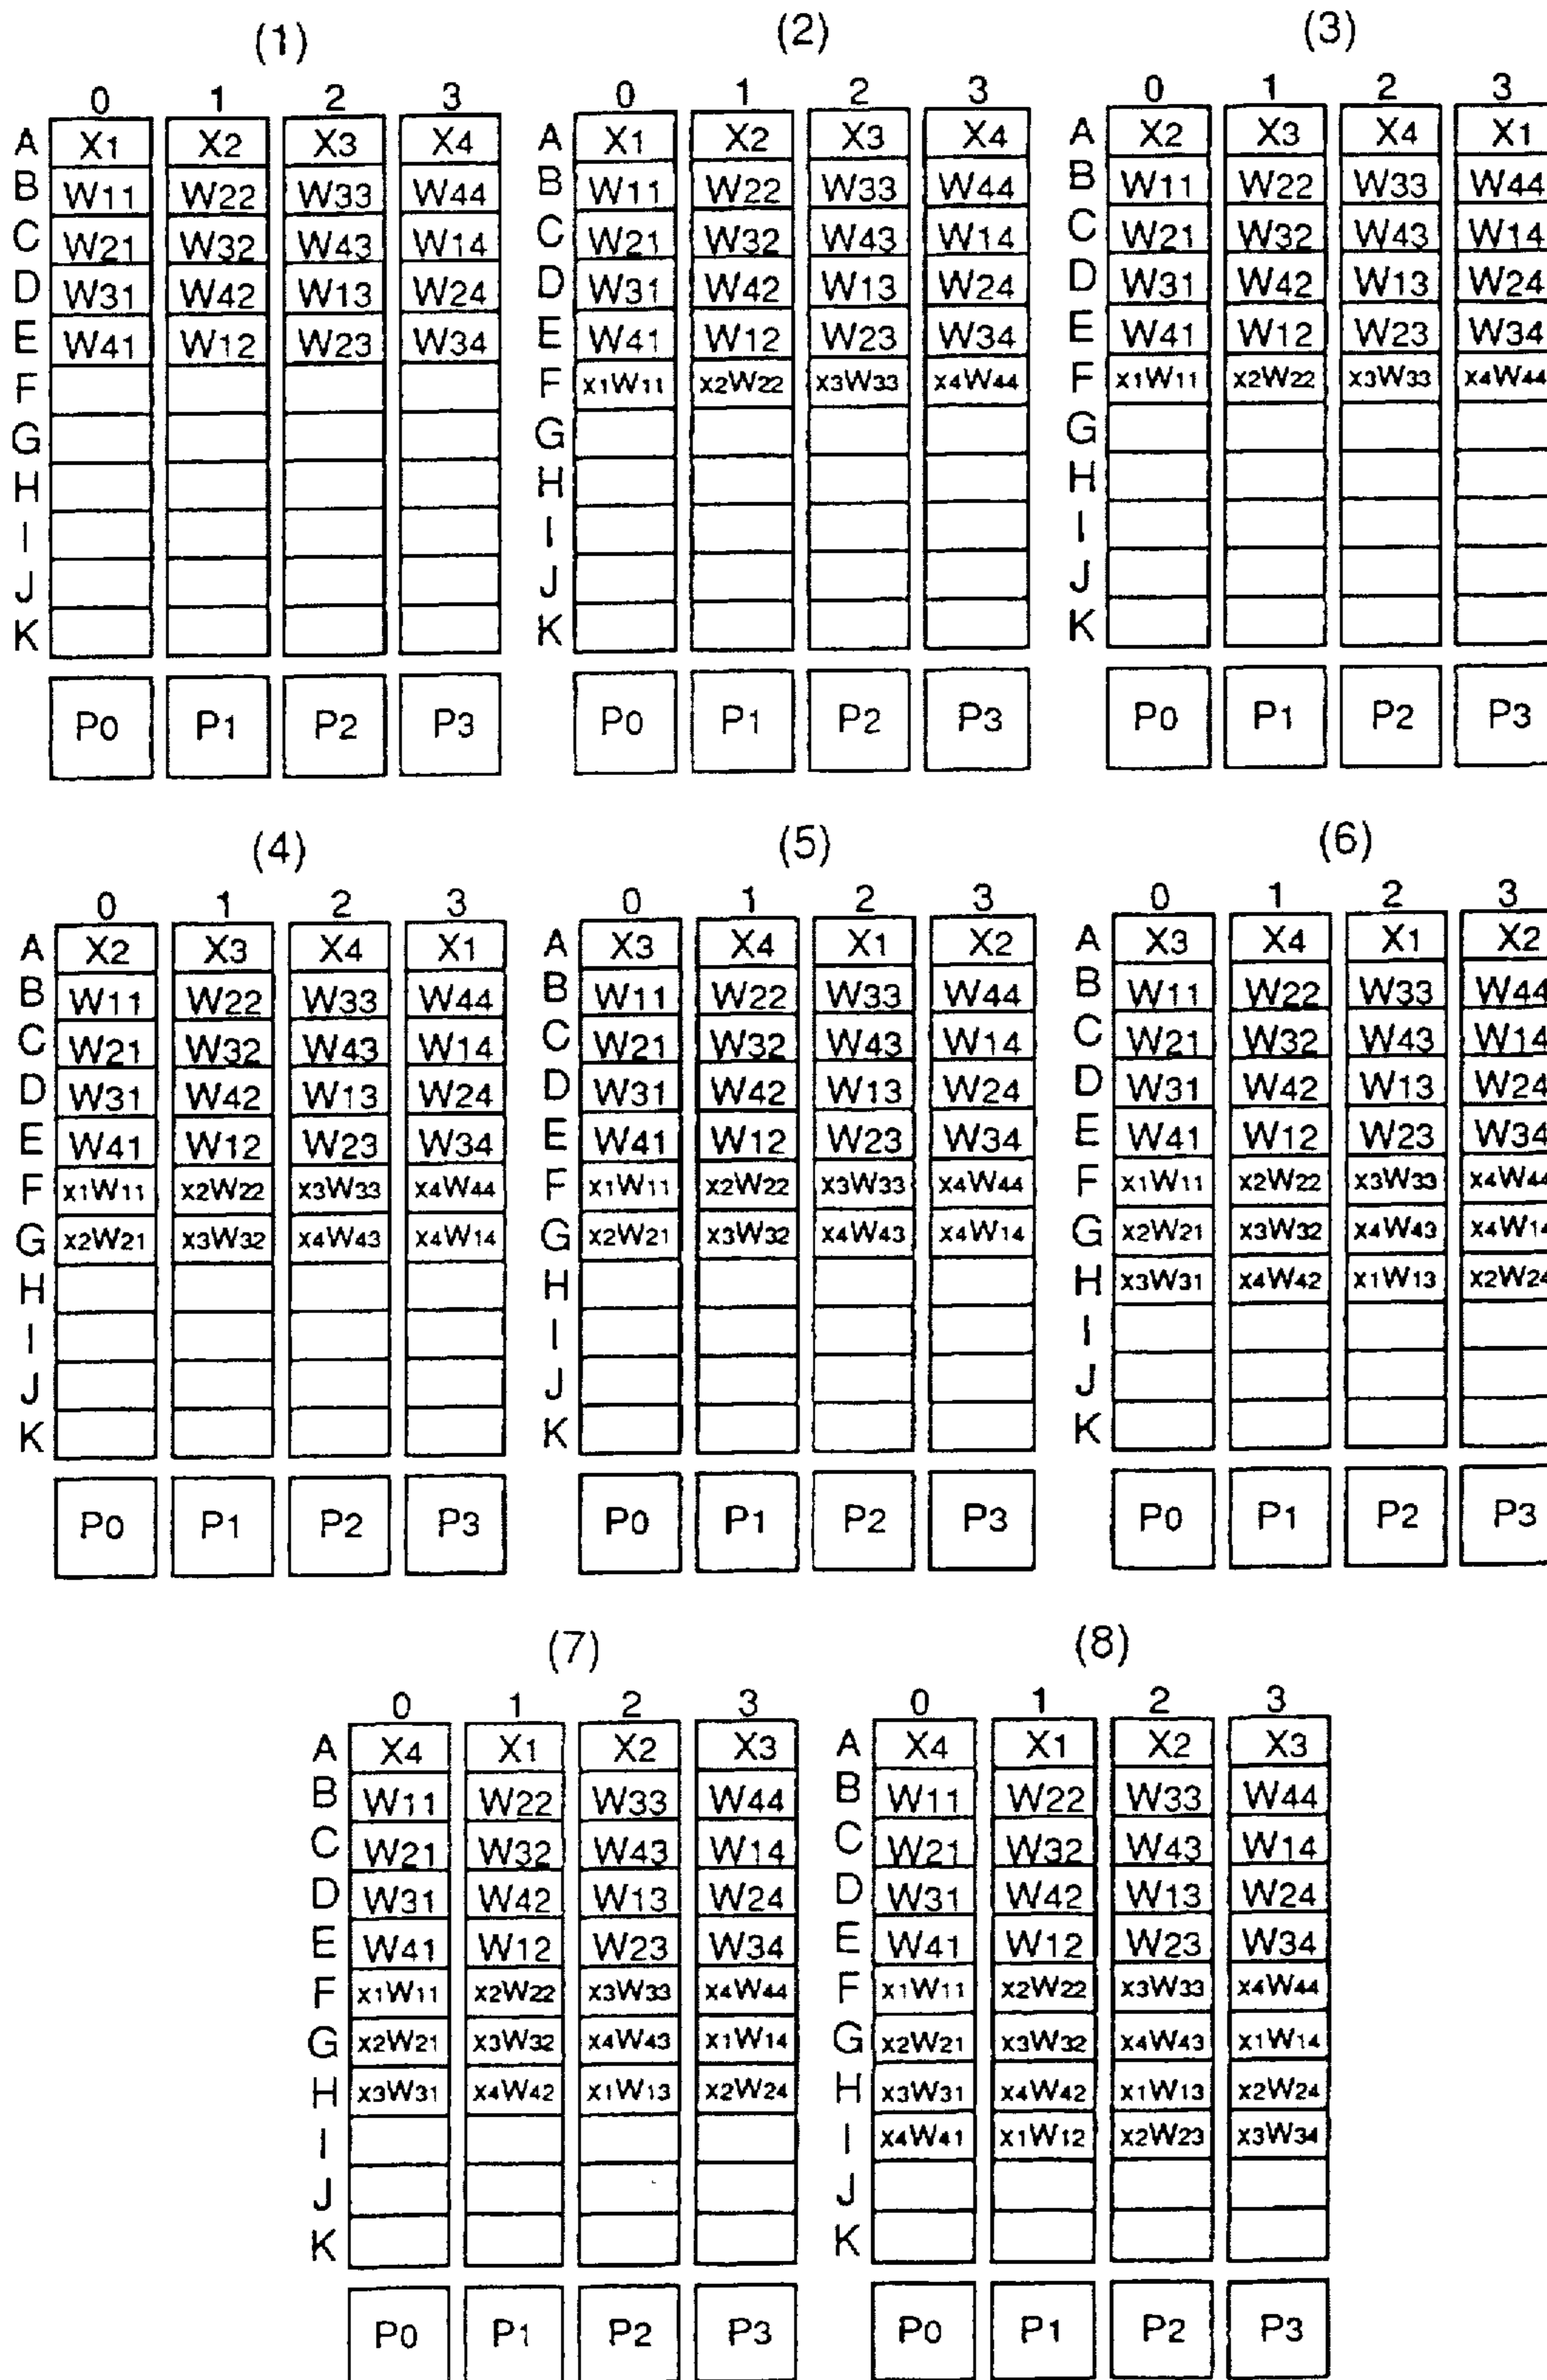 (1) (2) (3)
0 1 2 3 0 1 2 3 0 1 2 3
A X1 X2 X3 X4 A X1 X2 X3 X4 A X2 X3 X4 X1
B W11 W22 W33 W44 B W11 W22 W33 W44 B W11 W22 W33 W44
C W21 W32 W43 W14 C W21 W32 W43 W14 C W21 W32 W43 W14
D W31 W42 W13 W24 D W31 W42 W13 W24 D W31 W42 W13 W24
E W41 W12 W23 W34 E W41 W12 W23 W34 E W41 W12 W23 W34
F F x1W11 x2W22 x3W33 x4W44 F x1W11 x2W22 x3W33 x4W44
G G G
H H H
I I I
J J J
K K K
P0 P1 P2 P3 P0 P1 P2 P3 P0 P1 P2 P3
(4) (5) (6)
0 1 2 3 0 1 2 3 0 1 2 3
A X2 X3 X4 X1 A X3 X4 X1 X2 A X3 X4 X1 X2
B W11 W22 W33 W44 B W11 W22 W33 W44 B W11 W22 W33 W44
C W21 W32 W43 W14 C W21 W32 W43 W14 C W21 W32 W43 W14
D W31 W42 W13 W24 D W31 W42 W13 W24 D W31 W42 W13 W24
E W41 W12 W23 W34 E W41 W12 W23 W34 E W41 W12 W23 W34
F x1W11 x2W22 x3W33 x4W44 F x1W11 x2W22 x3W33 x4W44 F x1W11 x2W22 x3W33 x4W44
G x2W21 x3W32 x4W43 x4W14 G x2W21 x3W32 x4W43 x4W14 G x2W21 x3W32 x4W43 x4W14
H H H x3W31 x4W42 x1W13 x2W24
I I I
J J J
K K K
P0 P1 P2 P3 P0 P1 P2 P3 P0 P1 P2 P3
(7) (8)
0 1 2 3 0 1 2 3
A X4 X1 X2 X3 A X4 X1 X2 X3
B W11 W22 W33 W44 B W11 W22 W33 W44
C W21 W32 W43 W14 C W21 W32 W43 W14
D W31 W42 W13 W24 D W31 W42 W13 W24
E W41 W12 W23 W34 E W41 W12 W23 W34
F x1W11 x2W22 x3W33 x4W44 F x1W11 x2W22 x3W33 x4W44
G x2W21 x3W32 x4W43 x1W14 G x2W21 x3W32 x4W43 x1W14
H x3W31 x4W42 x1W13 x2W24 H x3W31 x4W42 x1W13 x2W24
I I x4W41 x1W12 x2W23 x3W34
J J
K K
P0 P1 P2 P3 P0 P1 P2 P3